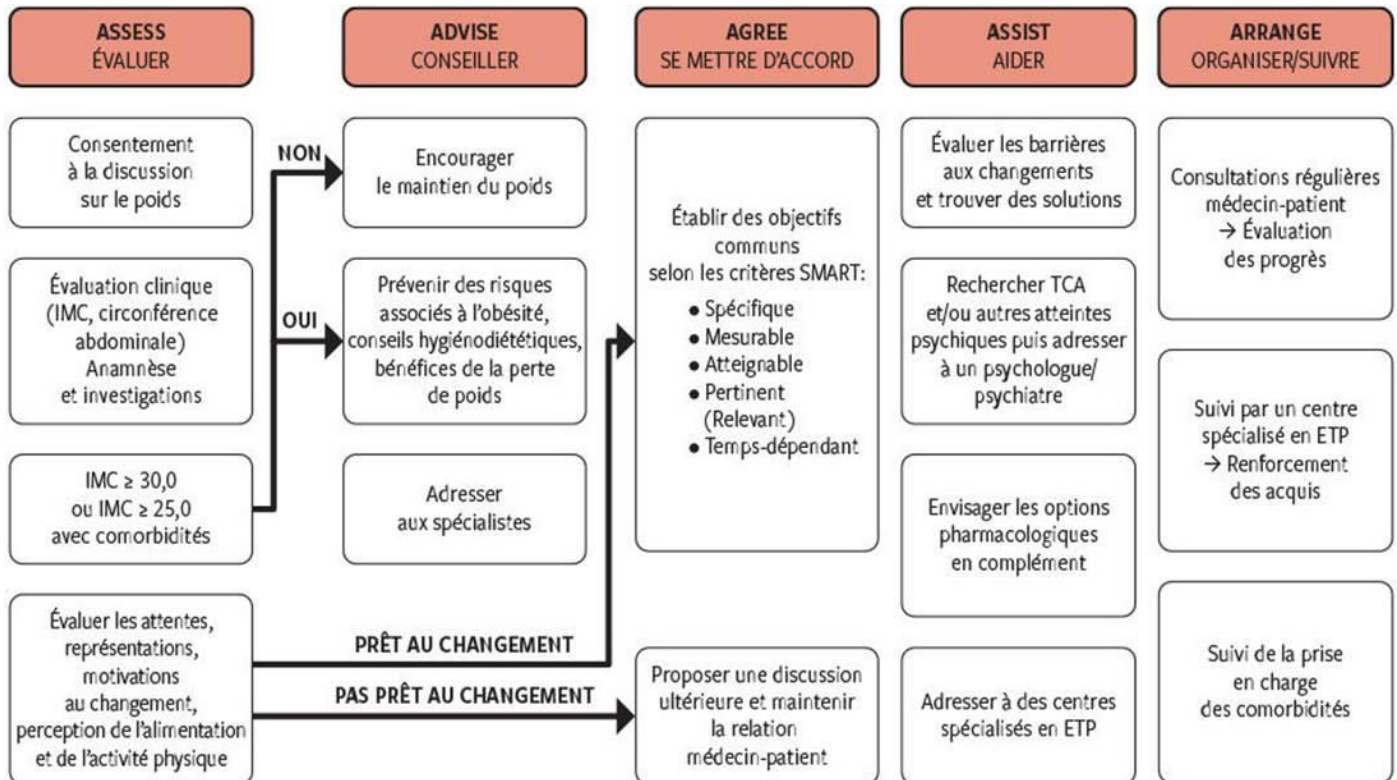 ASSESS
ÉVALUER
Consentement
à la discussion
sur le poids
Évaluation clinique
(IMC, circonférence
abdominale)
Anamnèse
et investigations
IMC ≥ 30,0
ou IMC ≥ 25,0
avec comorbidités
Évaluer les attentes,
représentations,
motivations
au changement,
perception de l'alimentation
et de l'activité physique
NON
OUI
PRÊT AU CHANGEMENT
PAS PRÊT AU CHANGEMENT
ADVISE
CONSEILLER
Encourager
le maintien du poids
Prévenir des risques
associés à l'obésité,
conseils hygiénodiététiques,
bénéfices de la perte
de poids
Adresser
aux spécialistes
AGREE
SE METTRE D'ACCORD
Établir des objectifs
communs
selon les critères SMART:
• Spécifique
• Mesurable
• Atteignable
• Pertinent
(Relevant)
• Temps-dépendant
Proposer une discussion
ultérieure et maintenir
la relation
médecin-patient
ASSIST
AIDER
Évaluer les barrières
aux changements
et trouver des solutions
Rechercher TCA
et/ou autres atteintes
psychiques puis adresser
à un psychologue/
psychiatre
Envisager les options
pharmacologiques
en complément
Adresser à des centres
spécialisés en ETP
ARRANGE
ORGANISER/SUIVRE
Consultations régulières
médecin-patient
→ Évaluation
des progrès
Suivi par un centre
spécialisé en ETP
→ Renforcement
des acquis
Suivi de la prise
en charge
des comorbidités